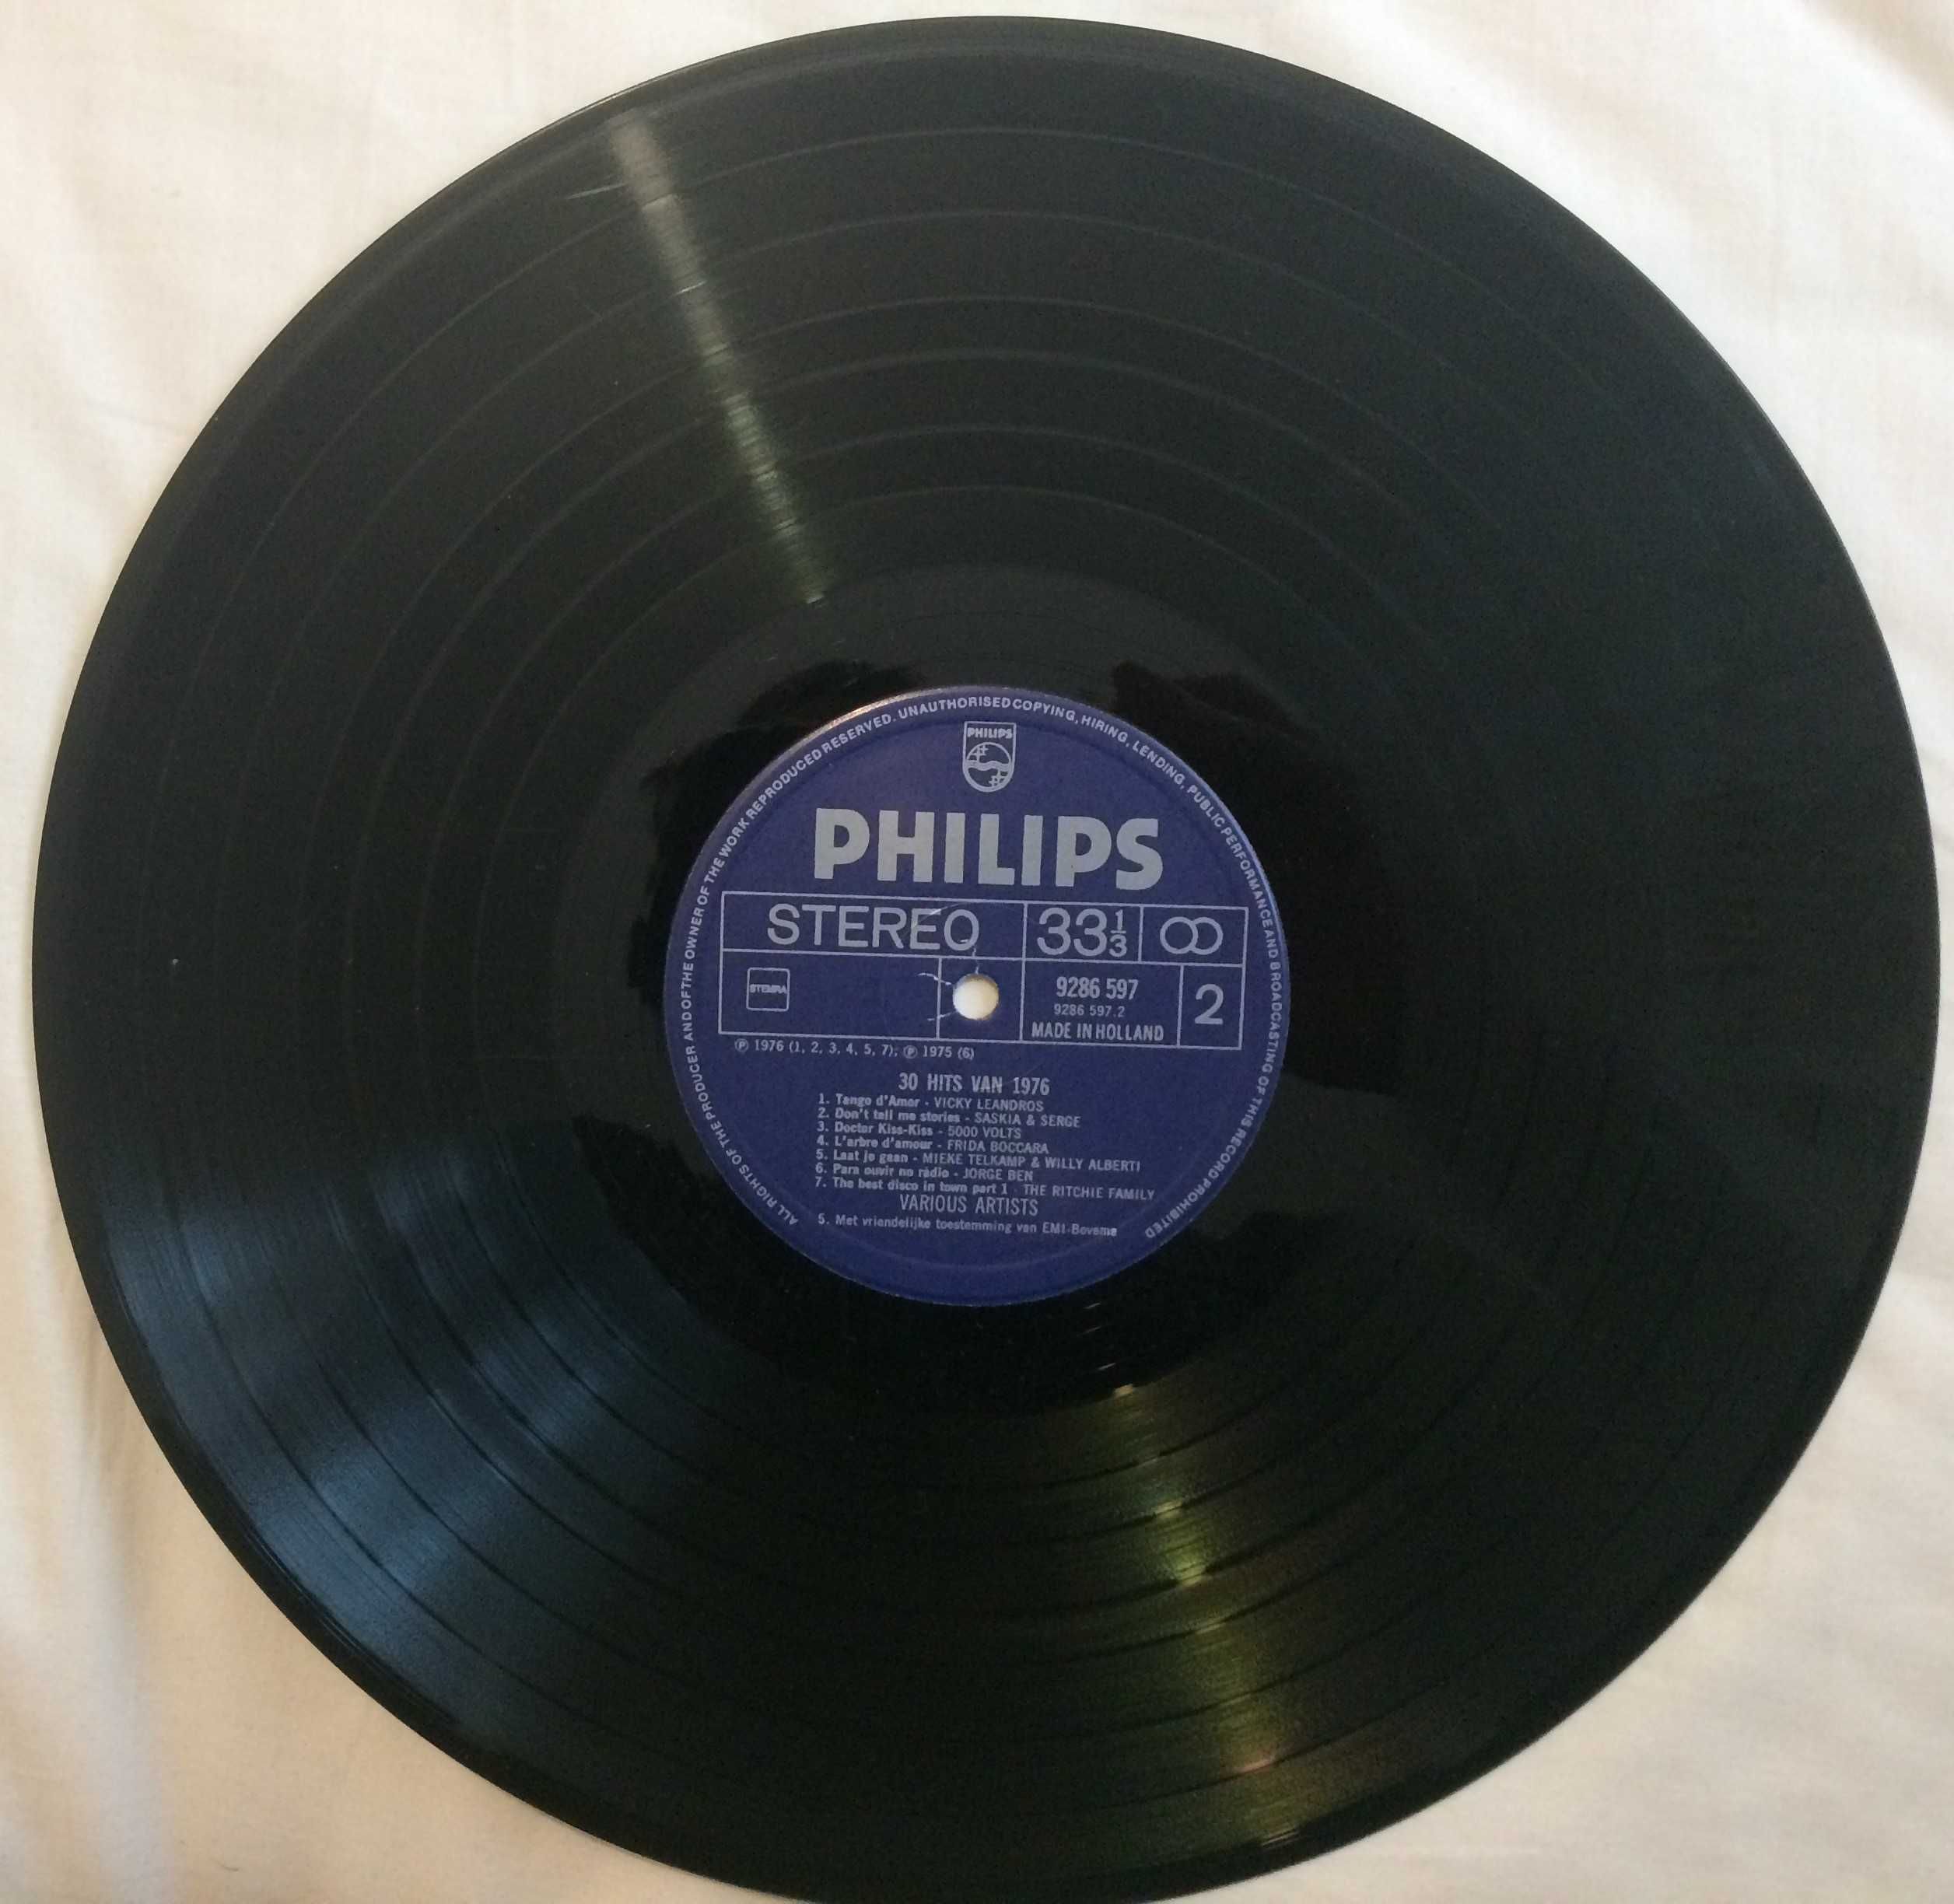 ALL RIGHTS OF THE PRODUCER AND OF THE OWNER OF THE WORK REPRODUCED RESERVED. UNAUTHORISED COPYING, HIRING, LENDING, PUBLIC PERFORMANCE AND BROADCASTING OF THIS RECORD PROHIBITED
PHILIPS
PHILIPS
STEREO 33⅓
STEMRA 9286 597 2
9286 597.2
MADE IN HOLLAND
℗ 1976 (1, 2, 3, 4, 5, 7); ℗ 1975 (6)
30 HITS VAN 1976
1. Tango d'Amor - VICKY LEANDROS
2. Don't tell me stories - SASKIA & SERGE
3. Doctor Kiss-Kiss - 5000 VOLTS
4. L'arbre d'amour - FRIDA BOCCARA
5. Laat je gaan - MIEKE TELKAMP & WILLY ALBERTI
6. Para ouvir no rádio - JORGE BEN
7. The best disco in town part 1 - THE RITCHIE FAMILY
VARIOUS ARTISTS
5. Met vriendelijke toestemming van EMI-Bovema